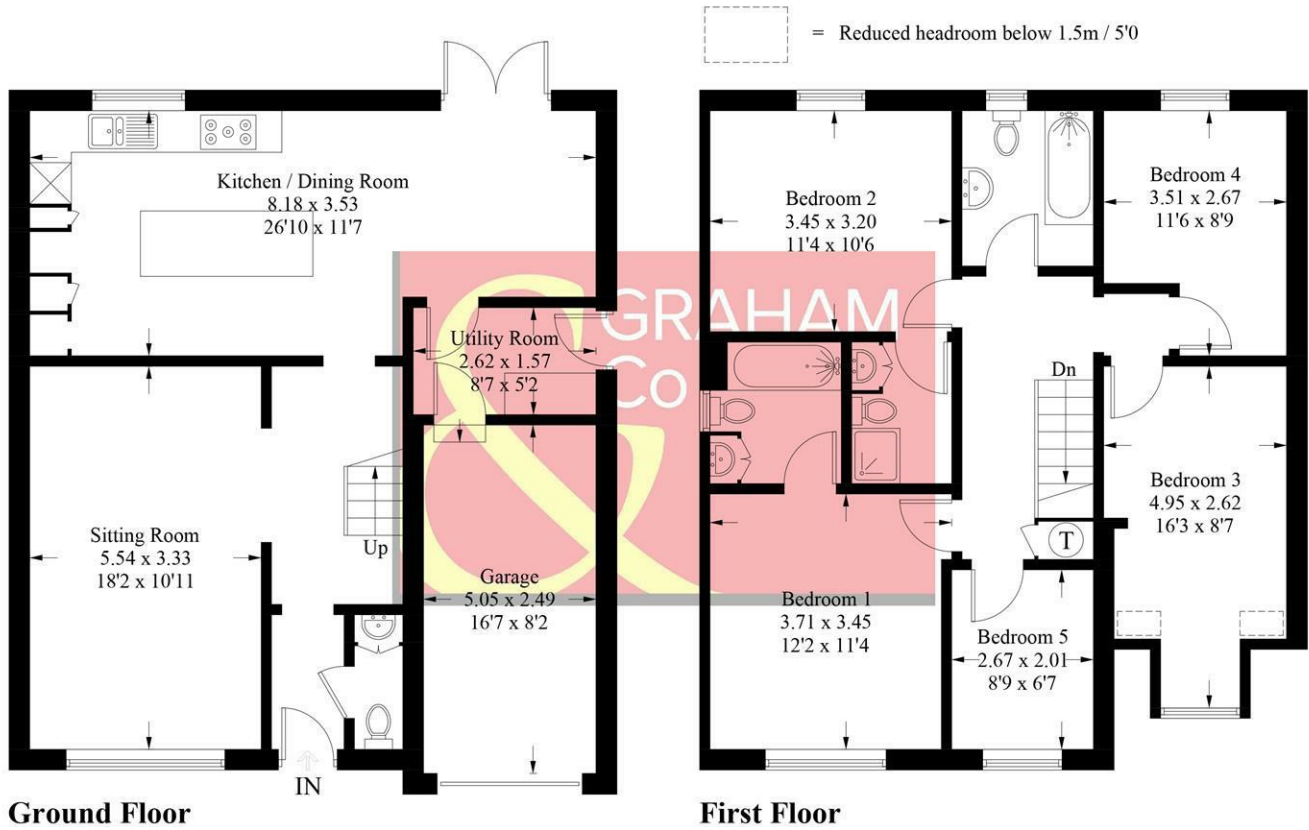 = Reduced headroom below 1.5m / 5'0
Kitchen / Dining Room
8.18 x 3.53
26'10 x 11'7
Utility Room
2.62 x 1.57
8'7 x 5'2
Sitting Room
5.54 x 3.33
18'2 x 10'11
Up
Garage
5.05 x 2.49
16'7 x 8'2
IN
Ground Floor
Bedroom 2
3.45 x 3.20
11'4 x 10'6
Bedroom 4
3.51 x 2.67
11'6 x 8'9
Dn
Bedroom 3
4.95 x 2.62
16'3 x 8'7
T
Bedroom 1
3.71 x 3.45
12'2 x 11'4
Bedroom 5
2.67 x 2.01
8'9 x 6'7
First Floor
&
GRAHAM
Co